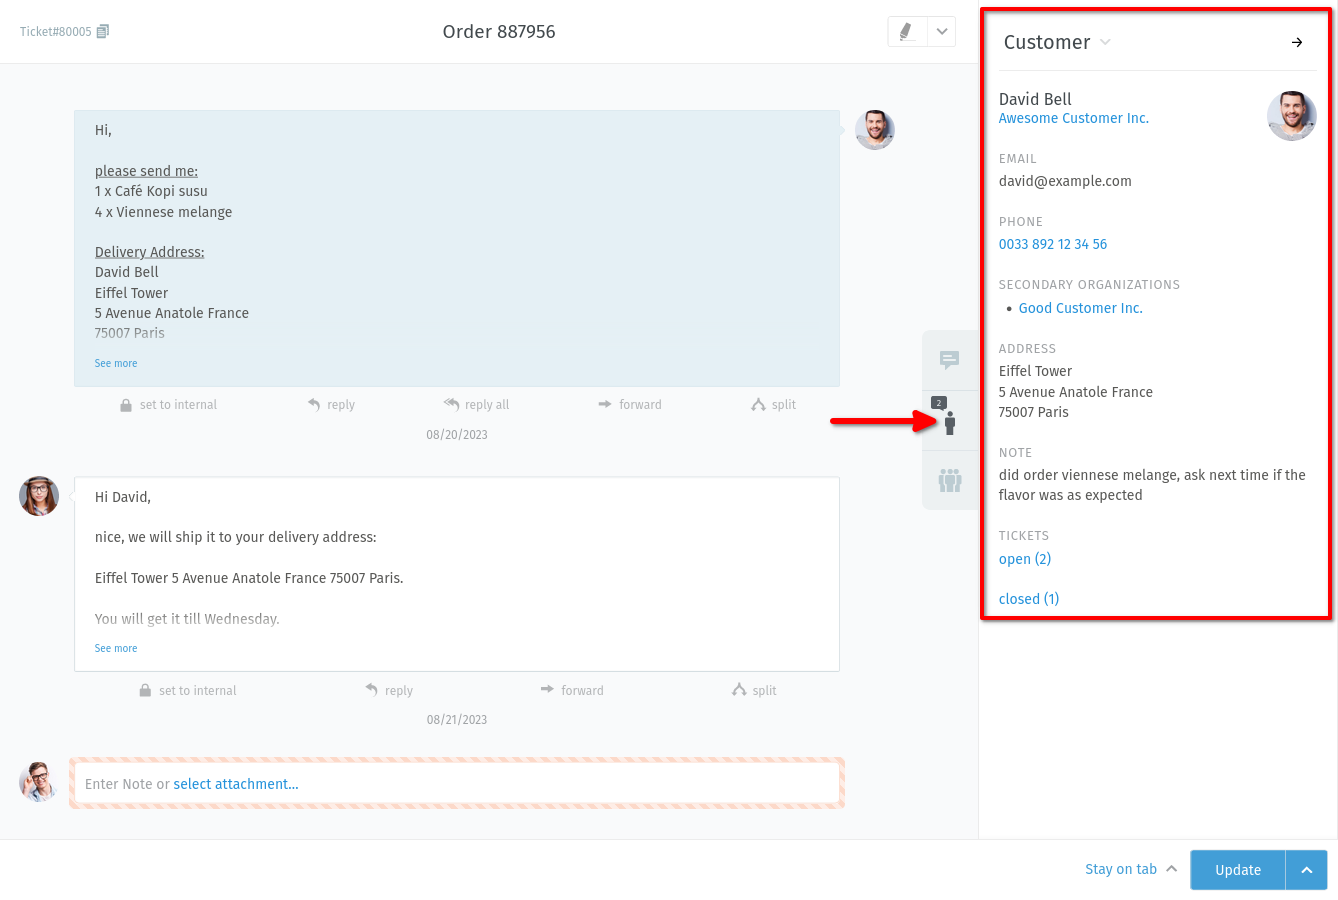 Ticket#80005
Order 887956
Hi,
please send me:
1 x Café Kopi susu
4 x Viennese melange
Delivery Address:
David Bell
Eiffel Tower
5 Avenue Anatole France
75007 Paris
See more
set to internal
reply
reply all
forward
split
08/20/2023
Hi David,
nice, we will ship it to your delivery address:
Eiffel Tower 5 Avenue Anatole France 75007 Paris.
You will get it till Wednesday.
See more
set to internal
reply
forward
split
08/21/2023
Enter Note or select attachment...
2
Customer
David Bell
Awesome Customer Inc.
EMAIL
david@example.com
PHONE
0033 892 12 34 56
SECONDARY ORGANIZATIONS
• Good Customer Inc.
ADDRESS
Eiffel Tower
5 Avenue Anatole France
75007 Paris
NOTE
did order viennese melange, ask next time if the
flavor was as expected
TICKETS
open (2)
closed (1)
Stay on tab
Update